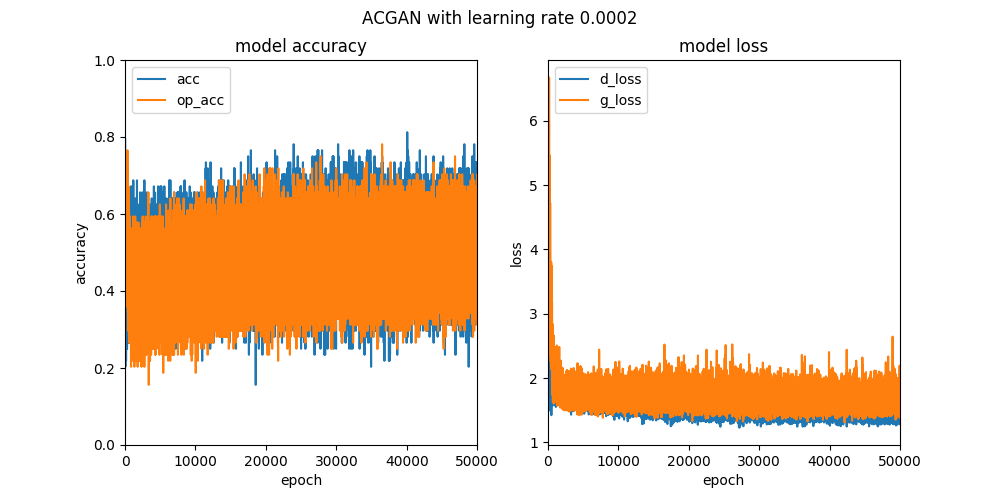 ACGAN with learning rate 0.0002
model accuracy
acc
op_acc
accuracy
1.0
0.8
0.6
0.4
0.2
0.0
0 10000 20000 30000 40000 50000
epoch
model loss
d_loss
g_loss
loss
6
5
4
3
2
1
0 10000 20000 30000 40000 50000
epoch